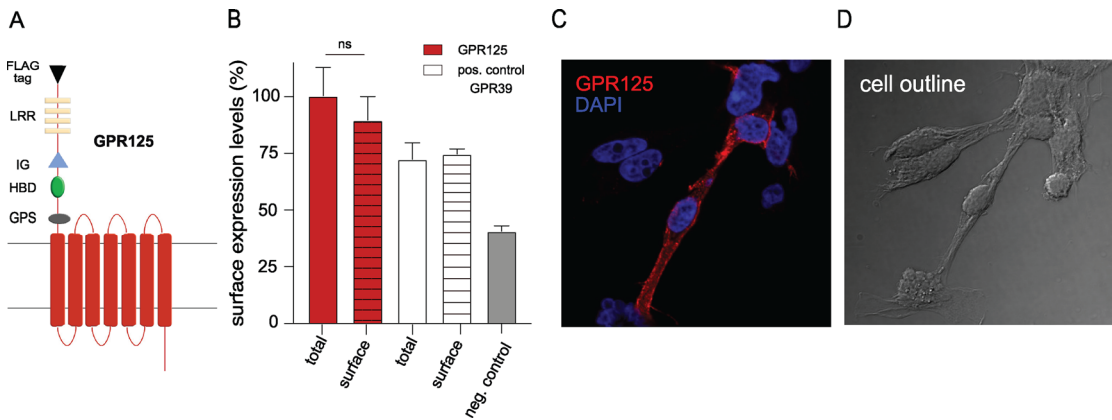 A
FLAG
tag
LRR
GPR125
IG
HBD
GPS
B
surface expression levels (%)
100
75
50
25
0
ns
GPR125
pos. control
GPR39
total
surface
total
surface
neg. control
C
GPR125
DAPI
D
cell outline